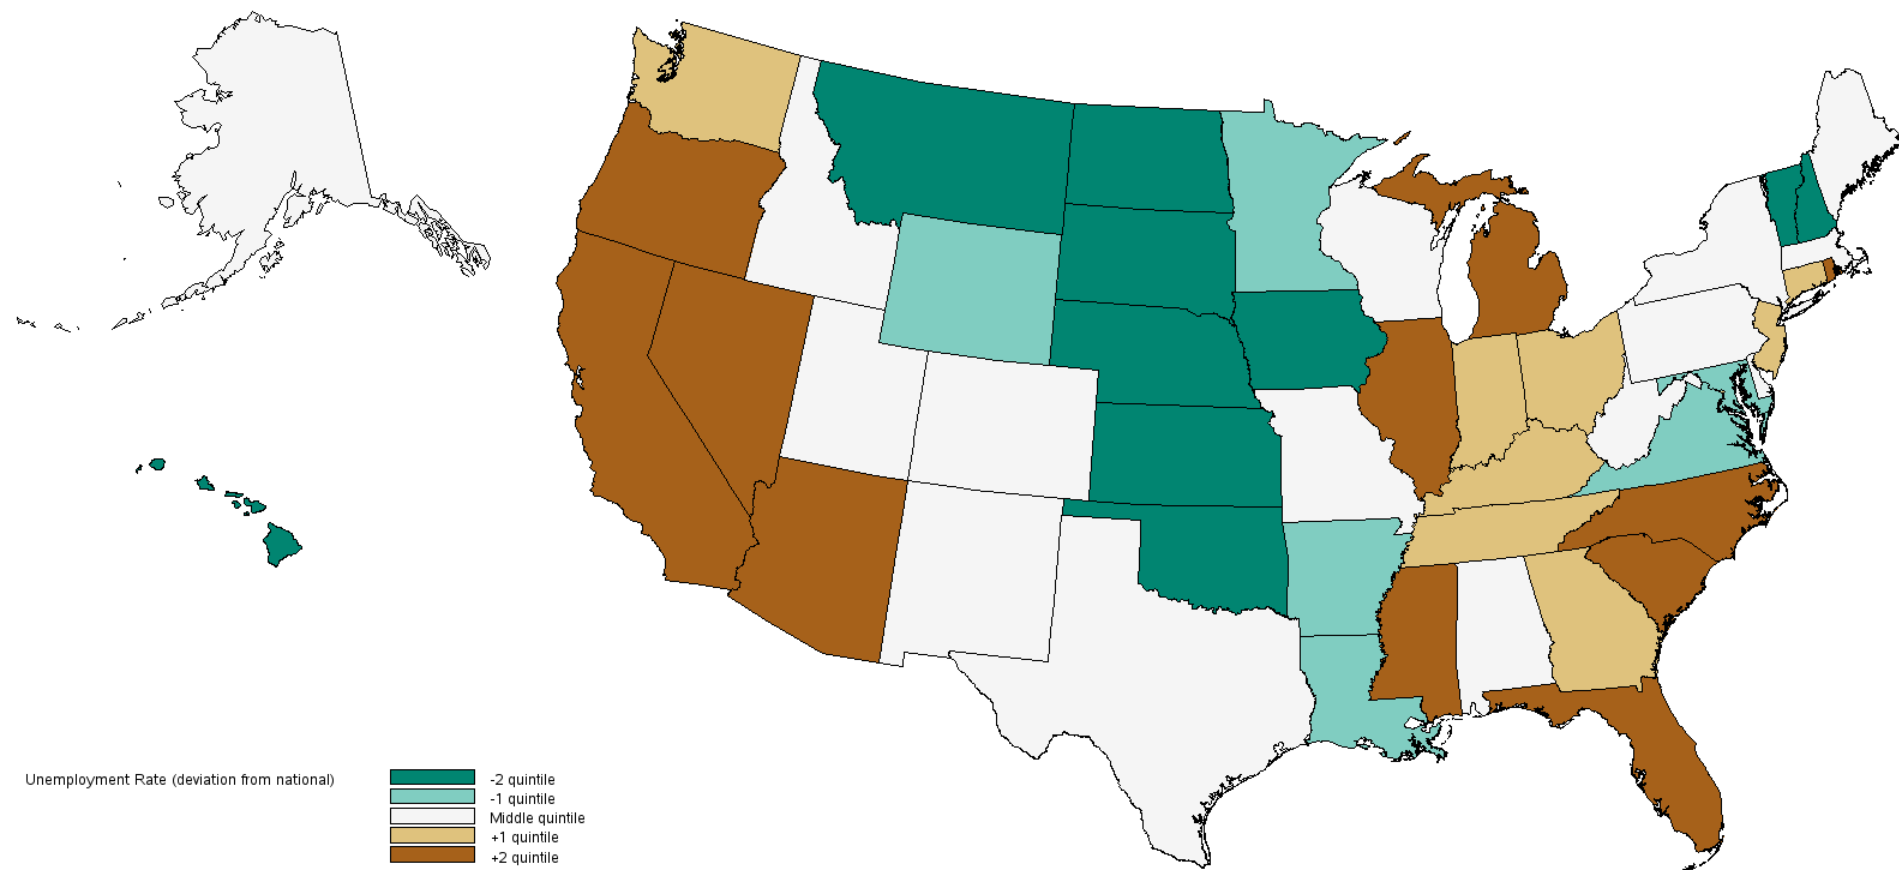 Unemployment Rate (deviation from national)
-2 quintile
-1 quintile
Middle quintile
+1 quintile
+2 quintile